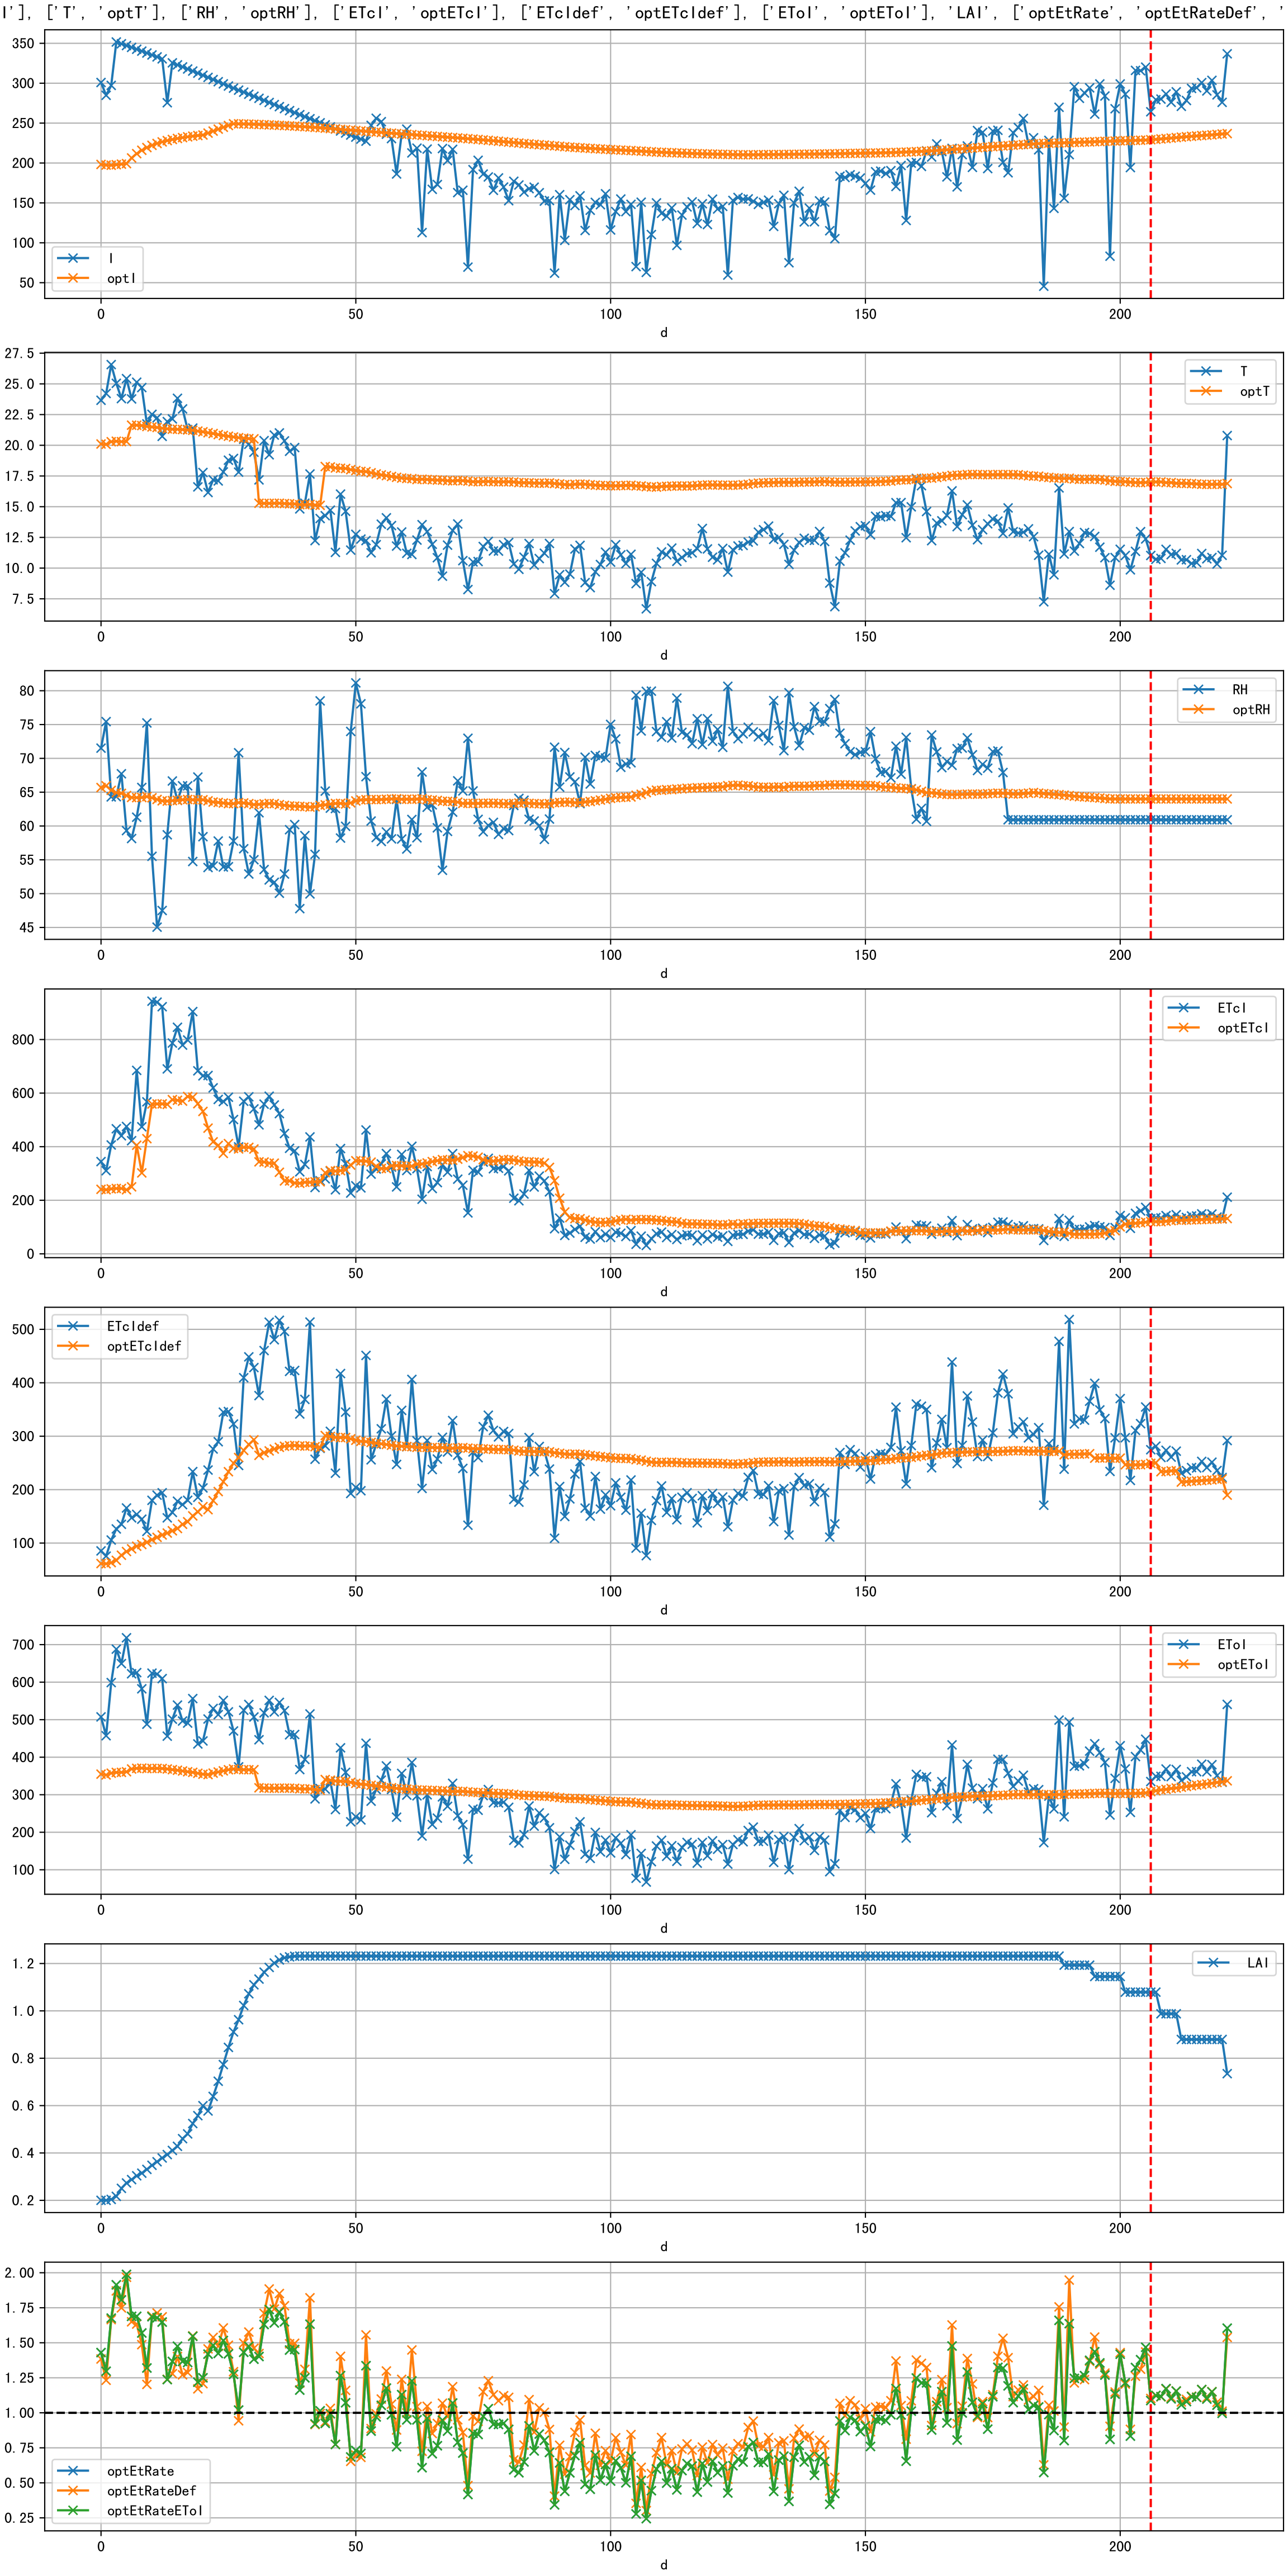 I'], ['T', 'optT'], ['RH', 'optRH'], ['ETcI', 'optETcI'], ['ETcIdef', 'optETcIdef'], ['EToI', 'optEToI'], 'LAI', ['optEtRate', 'optEtRateDef', '
350
300
250
200
150
100
50
I
optI
0 50 100 150 200
d
27.5
25.0
22.5
20.0
17.5
15.0
12.5
10.0
7.5
T
optT
0 50 100 150 200
d
80
75
70
65
60
55
50
45
RH
optRH
0 50 100 150 200
d
800
600
400
200
0
ETcI
optETcI
0 50 100 150 200
d
500
400
300
200
100
ETcIdef
optETcIdef
0 50 100 150 200
d
700
600
500
400
300
200
100
EToI
optEToI
0 50 100 150 200
d
1.2
1.0
0.8
0.6
0.4
0.2
LAI
0 50 100 150 200
d
2.00
1.75
1.50
1.25
1.00
0.75
0.50
0.25
optEtRate
optEtRateDef
optEtRateEToI
0 50 100 150 200
d